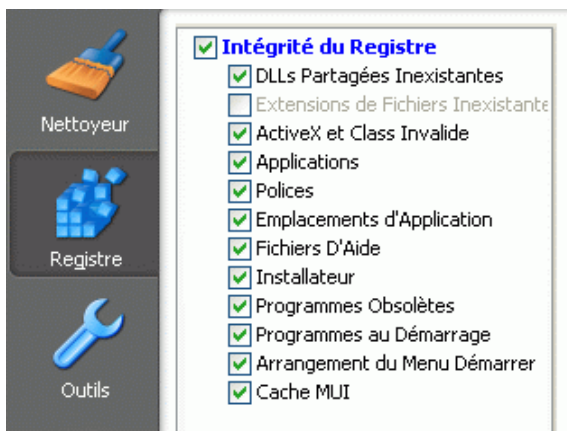 Nettoyeur
Registre
Outils
Intégrité du Registre
DLLs Partagées Inexistantes
Extensions de Fichiers Inexistante
ActiveX et Class Invalide
Applications
Polices
Emplacements d'Application
Fichiers D'Aide
Installateur
Programmes Obsolètes
Programmes au Démarrage
Arrangement du Menu Démarrer
Cache MUI